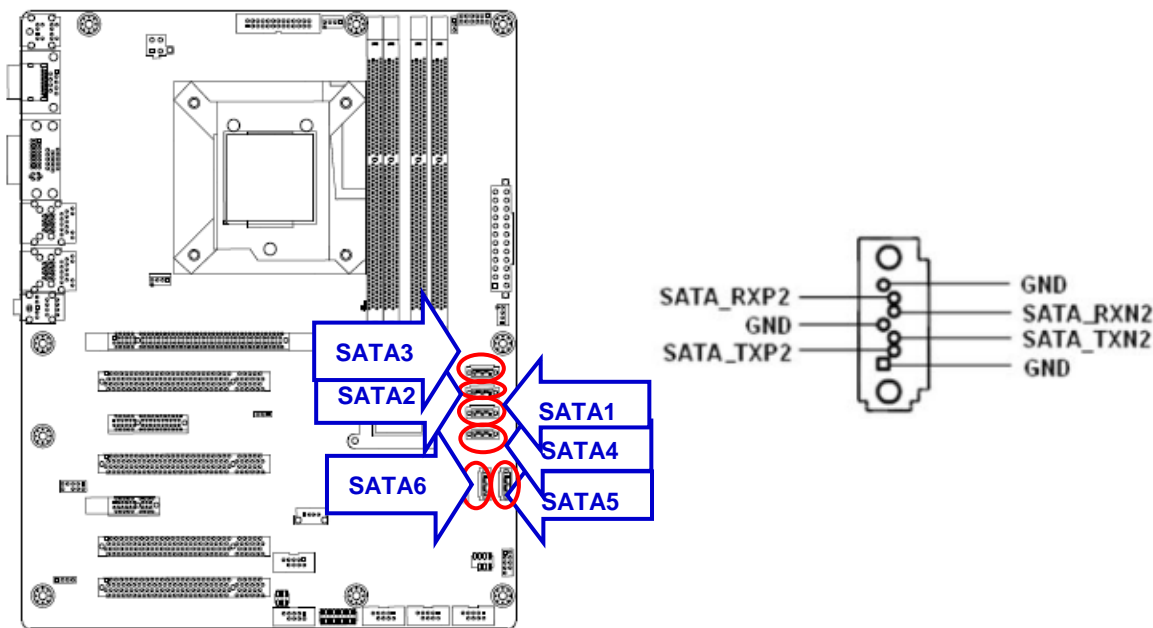 SATA3
SATA2
SATA1
SATA4
SATA6
SATA5
SATA_RXP2
GND
SATA_TXP2
GND
SATA_RXN2
SATA_TXN2
GND